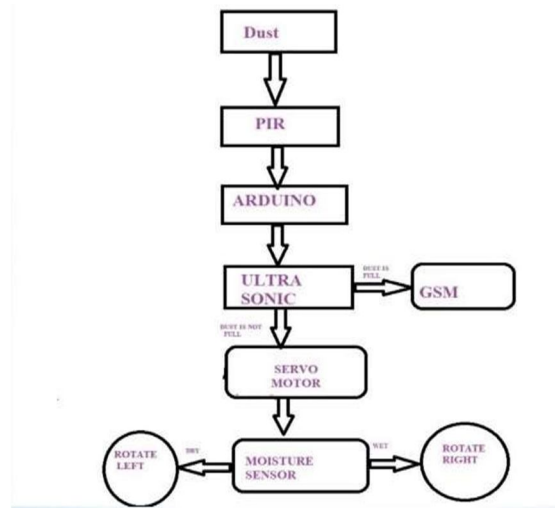 Dust
PIR
ARDUINO
ULTRA
SONIC
DUST IS
FULL
GSM
DUST IS NOT
FULL
SERVO
MOTOR
ROTATE
LEFT
DRY
MOISTURE
SENSOR
WET
ROTATE
RIGHT